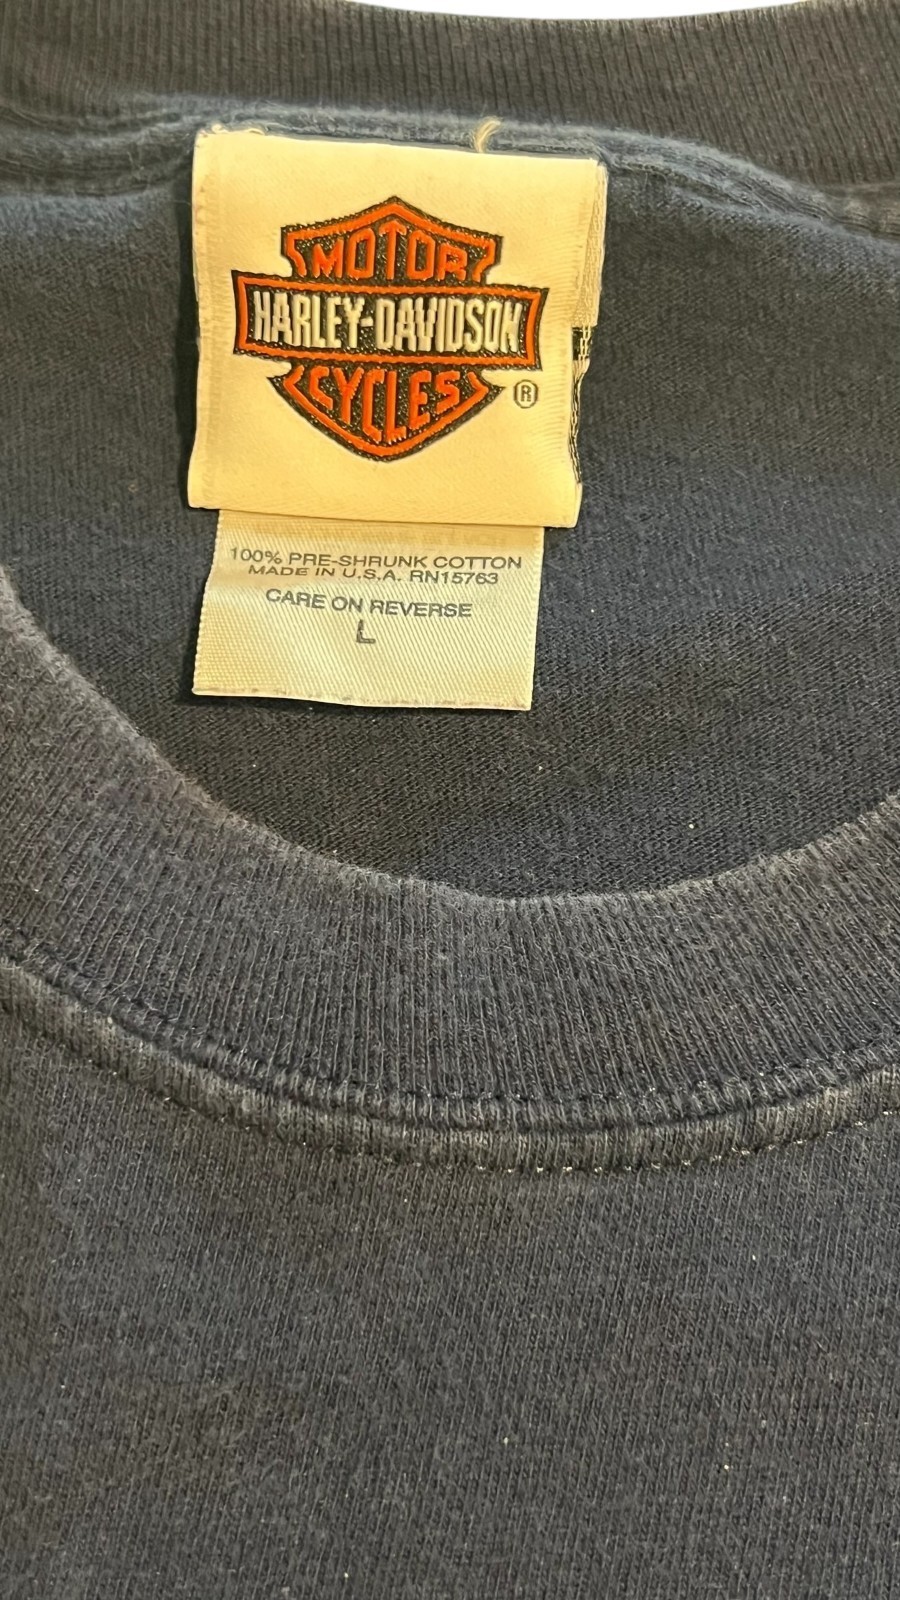 MOTOR
HARLEY-DAVIDSON
CYCLES
®
100% PRE-SHRUNK COTTON
MADE IN U.S.A. RN15763
CARE ON REVERSE
L